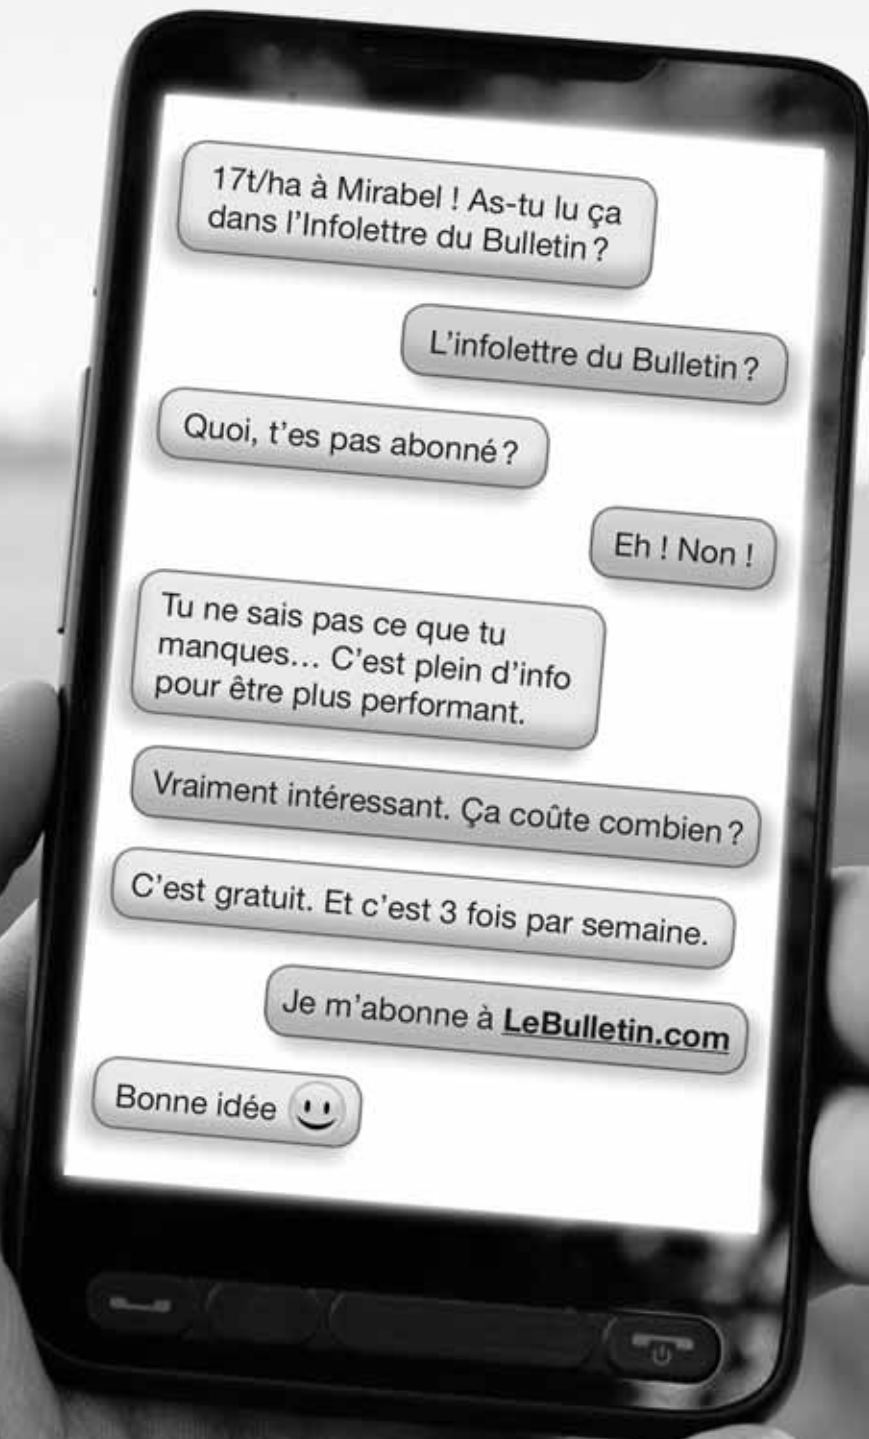 17t/ha à Mirabel ! As-tu lu ça
dans l'Infolettre du Bulletin ?
L'infolettre du Bulletin ?
Quoi, t'es pas abonné ?
Eh ! Non !
Tu ne sais pas ce que tu
manques... C'est plein d'info
pour être plus performant.
Vraiment intéressant. Ça coûte combien ?
C'est gratuit. Et c'est 3 fois par semaine.
Je m'abonne à LeBulletin.com
Bonne idée